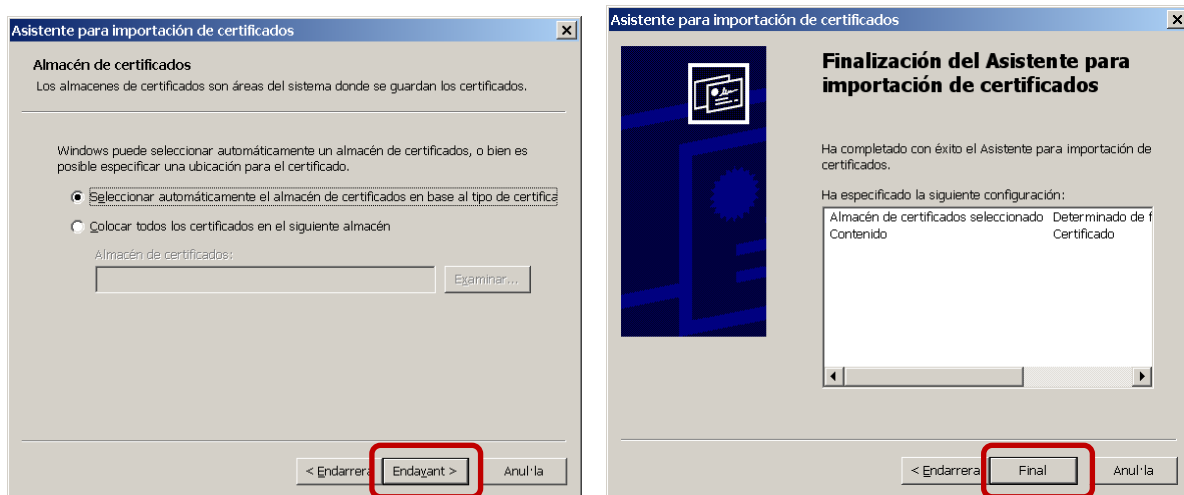 Asistente para importación de certificados
Almacén de certificados
Los almacenes de certificados son áreas del sistema donde se guardan los certificados.
Windows puede seleccionar automáticamente un almacén de certificados, o bien es
posible especificar una ubicación para el certificado.
Seleccionar automáticamente el almacén de certificados en base al tipo de certifica
Colocar todos los certificados en el siguiente almacén
Almacén de certificados:
Examinar...
< Endarrera
Endavant >
Anul·la
Asistente para importación de certificados
Finalización del Asistente para
importación de certificados
Ha completado con éxito el Asistente para importación de
certificados.
Ha especificado la siguiente configuración:
Almacén de certificados seleccionado Determinado de f
Contenido Certificado
< Endarrera
Final
Anul·la